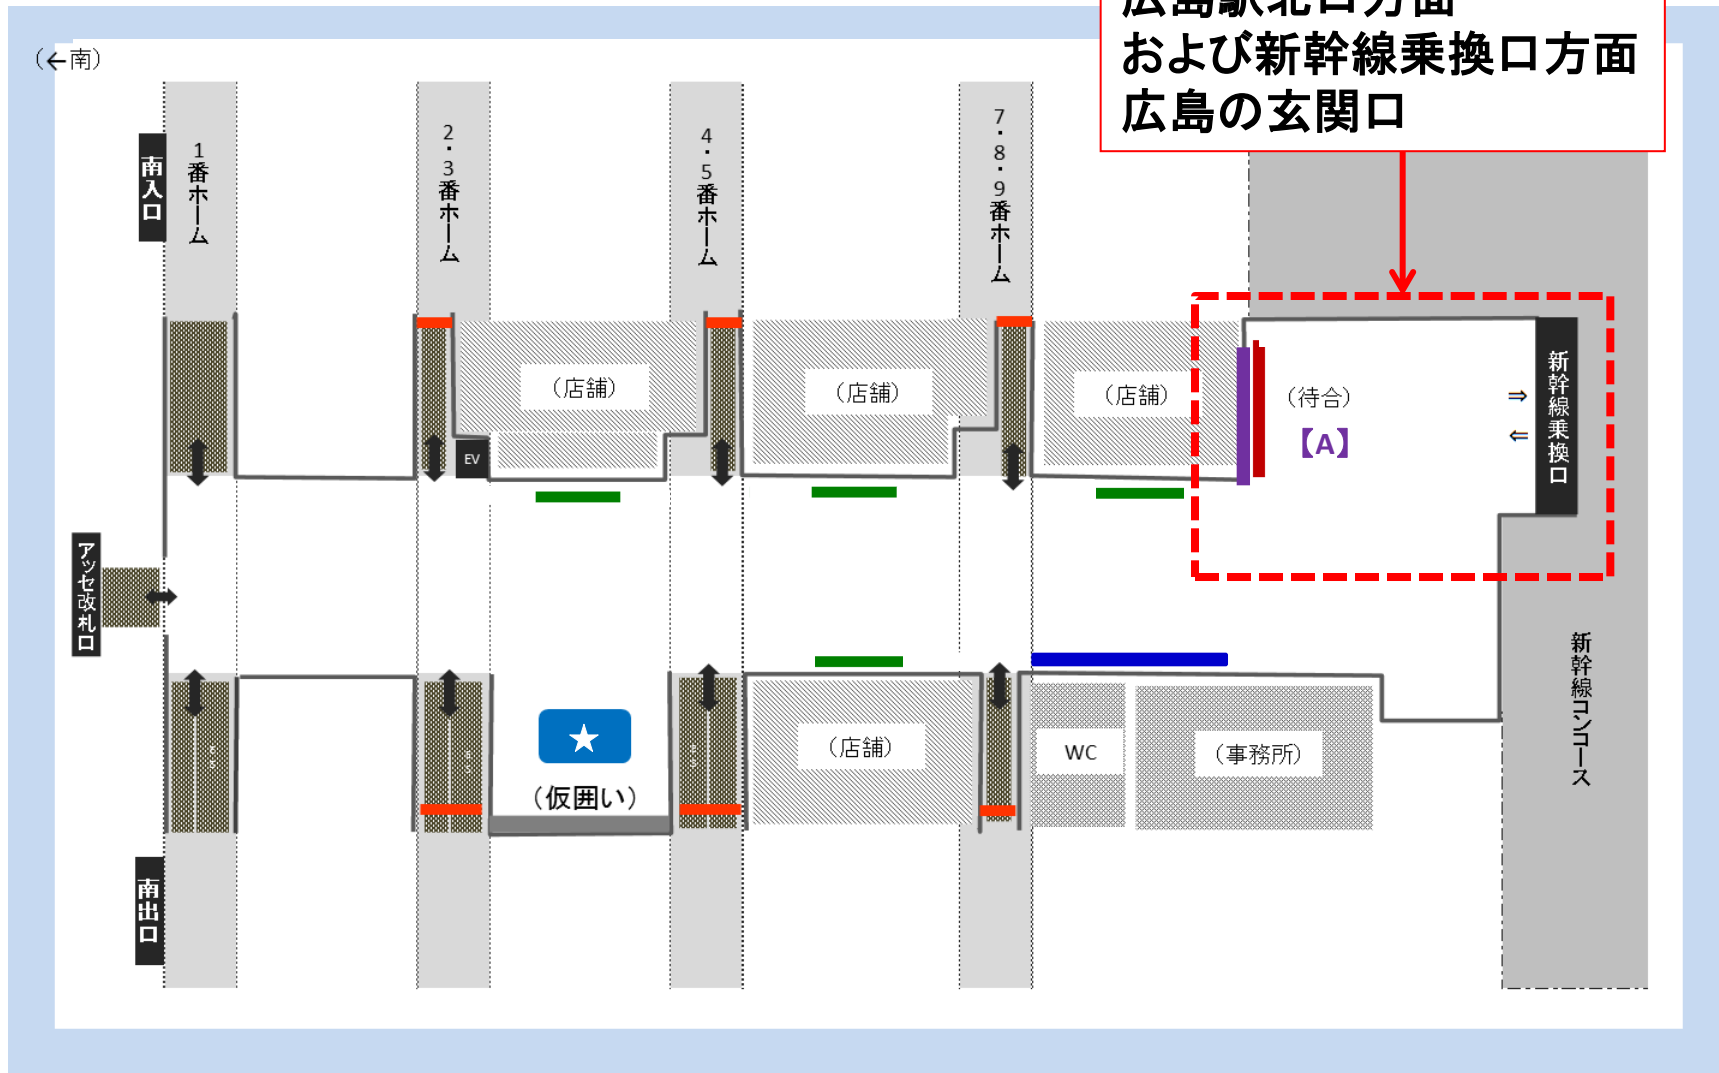 広島駅北口方面
および新幹線乗換口方面
広島の玄関口
(←南)
南入口
1番ホーム
2・3番ホーム
4・5番ホーム
7・8・9番ホーム
(店舗)
(店舗)
(店舗)
(待合)
【A】
⇒
⇐
新幹線乗換口
EV
アッセ改札口
新幹線コンコース
★
(仮囲い)
(店舗)
WC
(事務所)
南出口